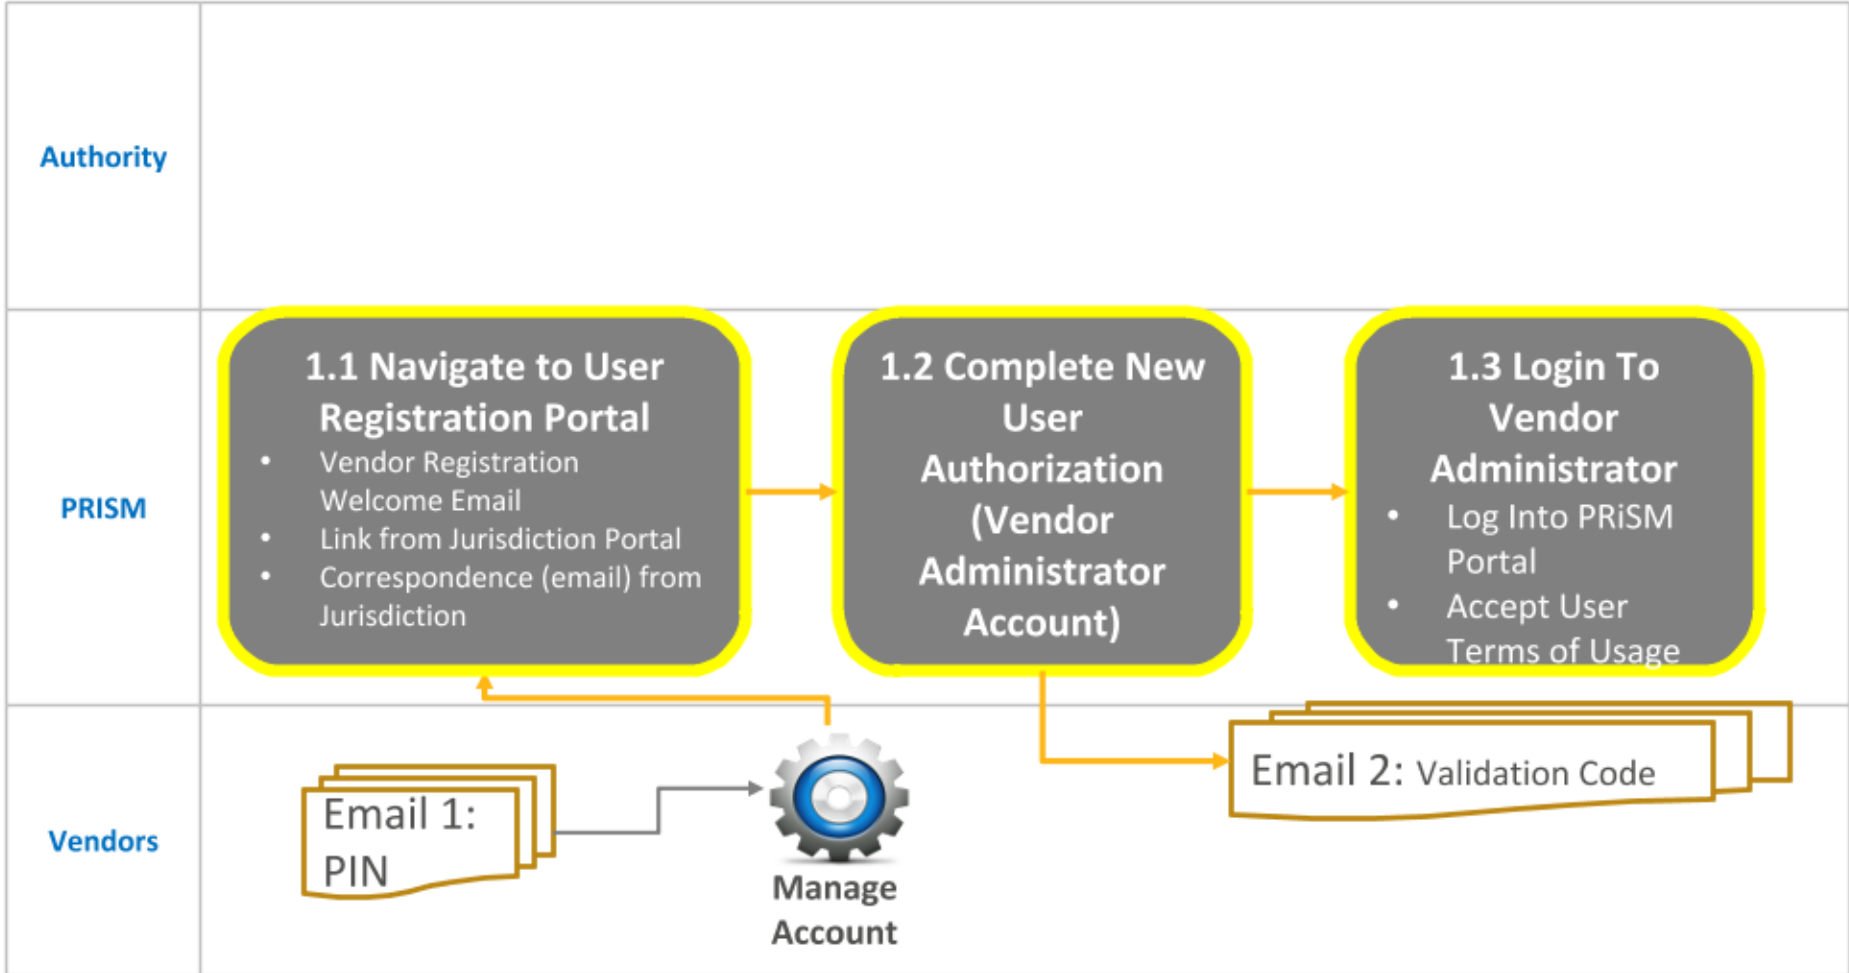 Authority
PRISM
1.1 Navigate to User
Registration Portal
• Vendor Registration
Welcome Email
• Link from Jurisdiction Portal
• Correspondence (email) from
Jurisdiction
1.2 Complete New
User
Authorization
(Vendor
Administrator
Account)
1.3 Login To
Vendor
Administrator
• Log Into PRiSM
Portal
• Accept User
Terms of Usage
Vendors
Email 1:
PIN
Manage
Account
Email 2: Validation Code